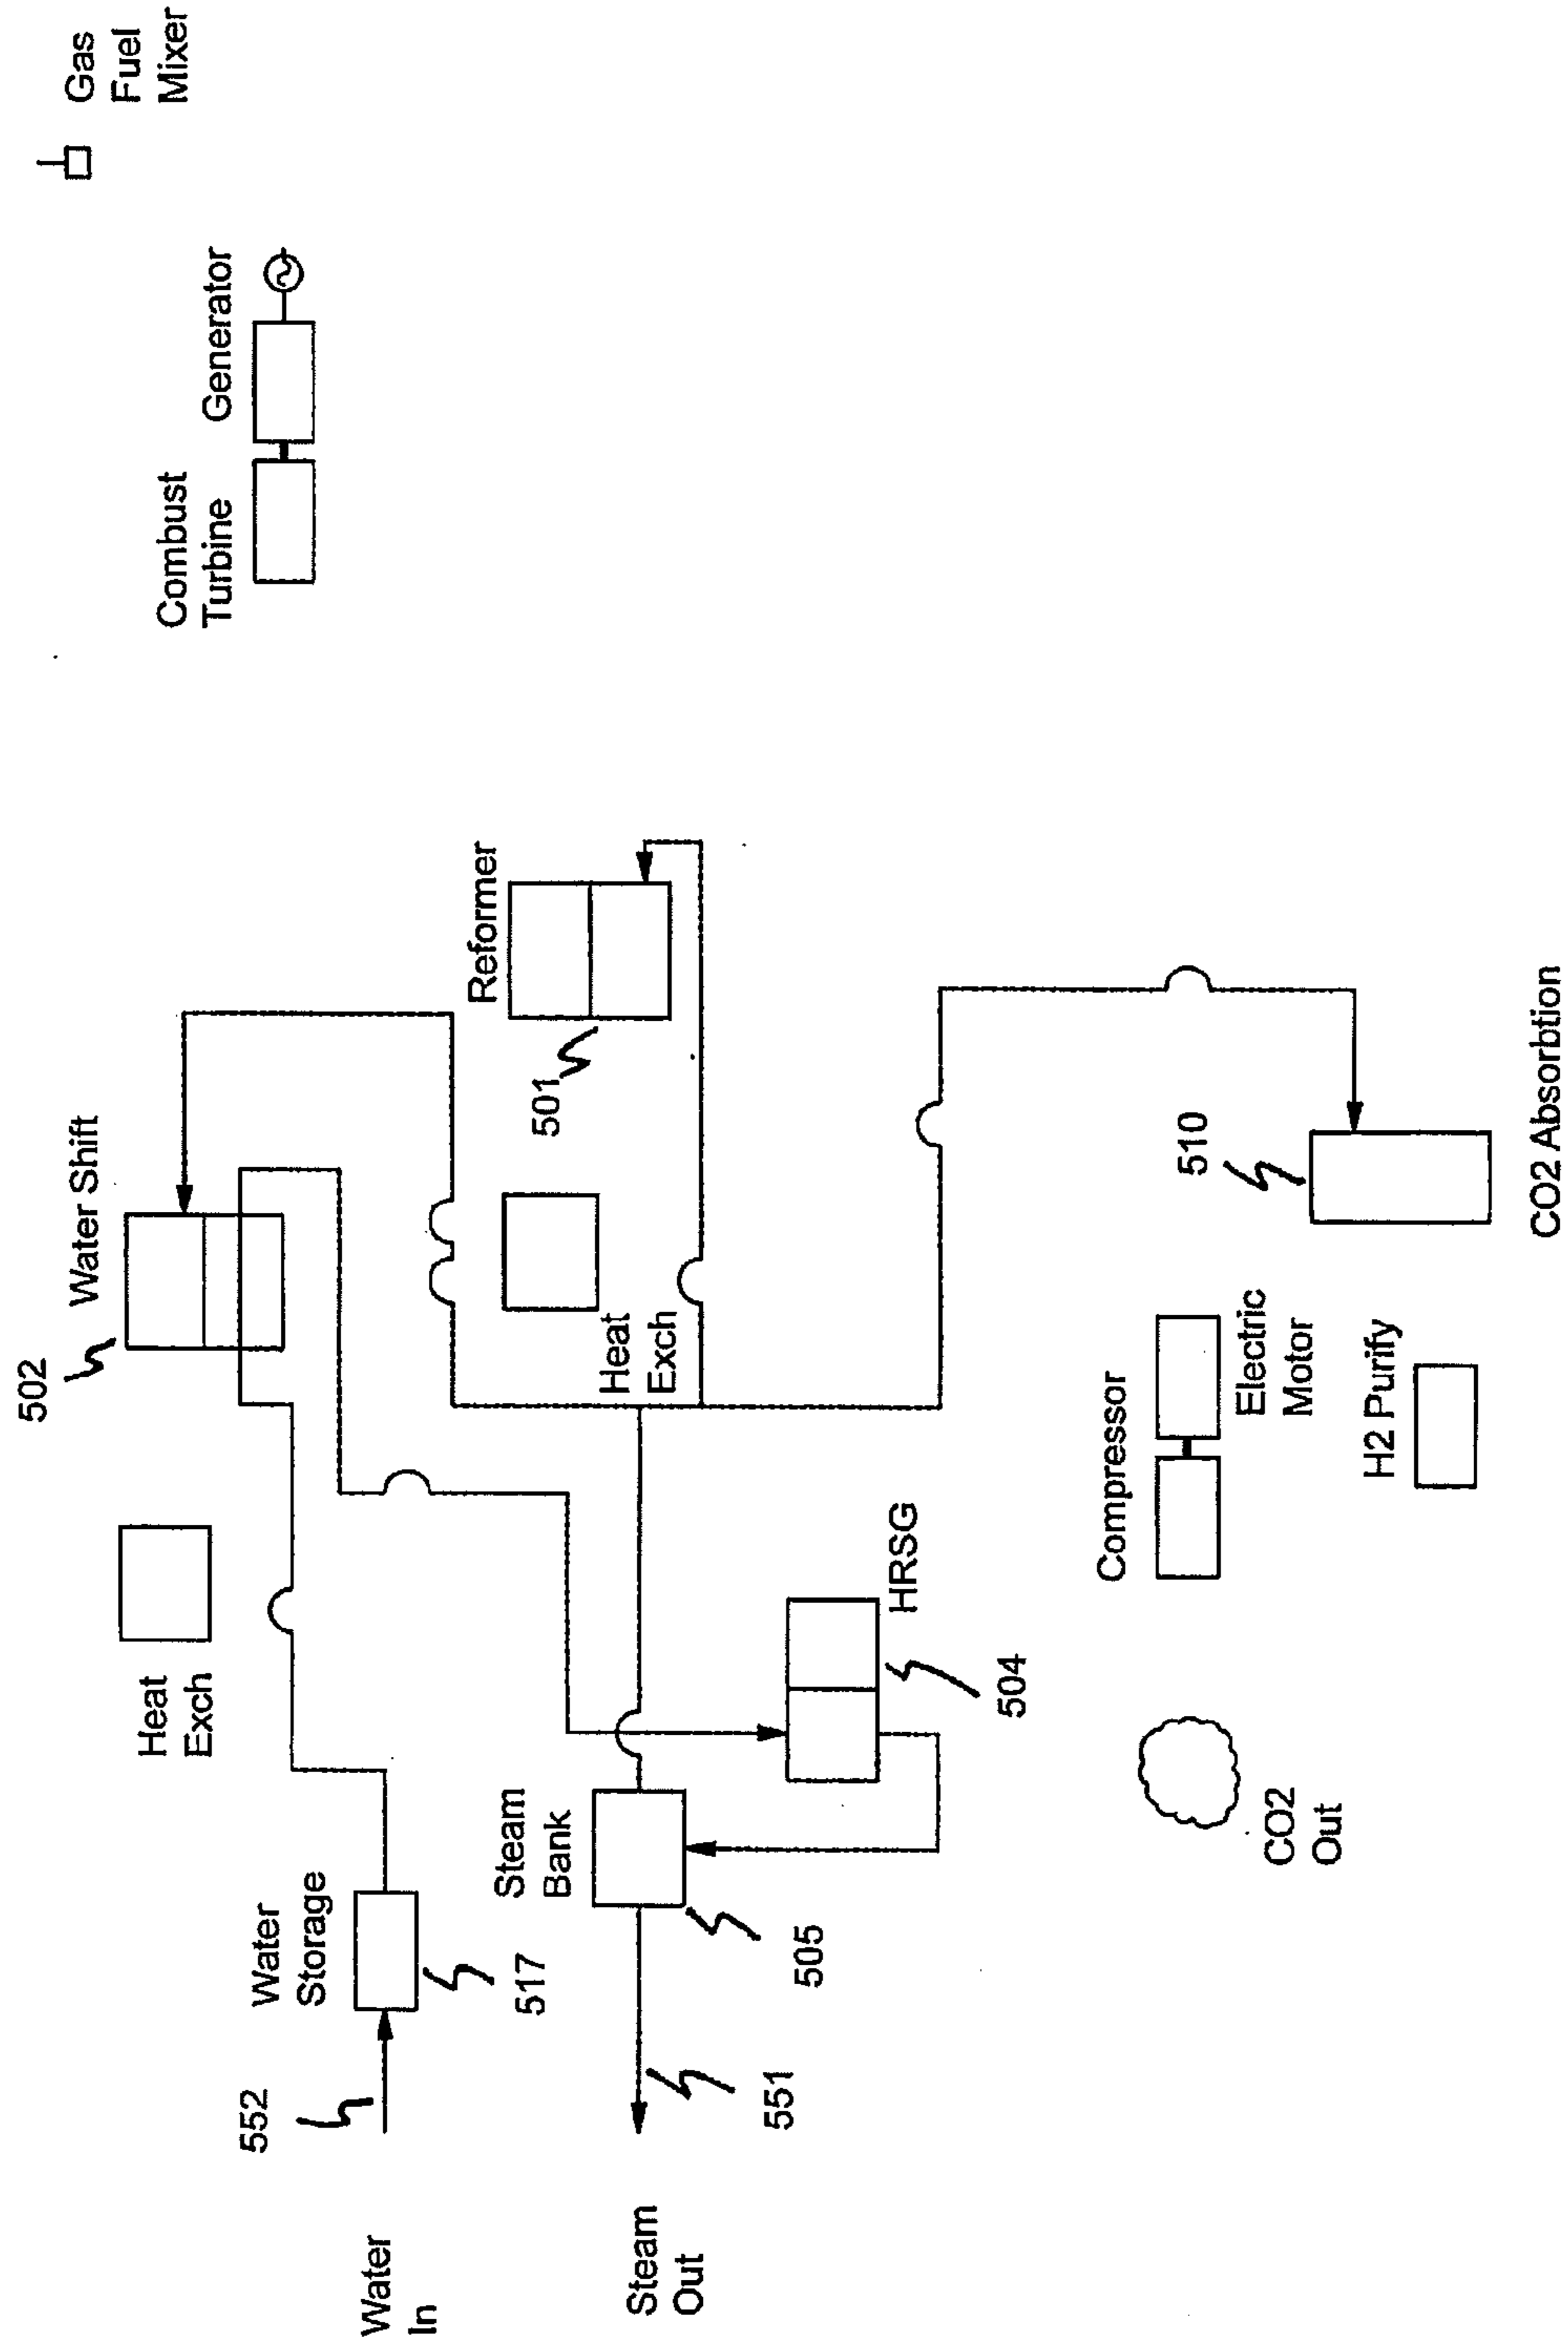 Gas
Fuel
Mixer
Combust
Turbine
Generator
Water Shift
502
Reformer
501
Heat
Exch
Heat
Exch
Water
Storage
517
552
Water
In
Steam
Bank
505
551
Steam
Out
HRSG
504
Compressor
Electric
Motor
510
CO2 Absorbtion
H2 Purify
CO2
Out